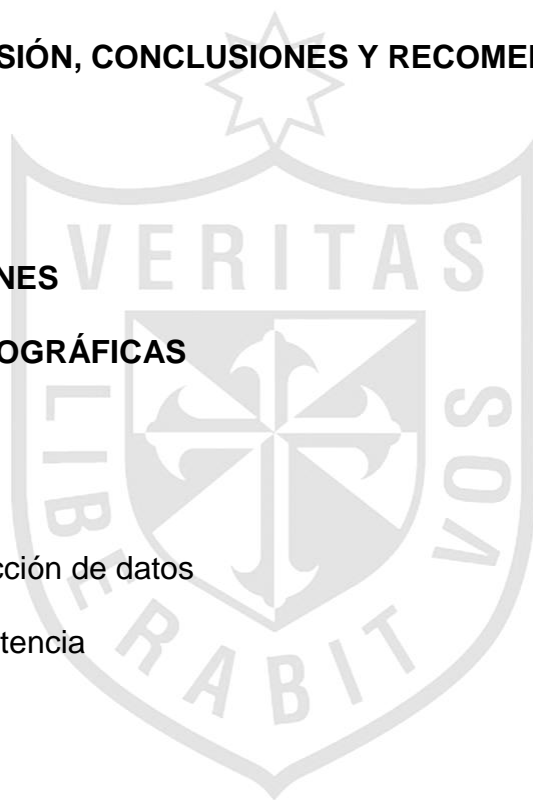 SIÓN, CONCLUSIONES Y RECOME
VERITAS
NES
OGRÁFICAS
LIBERABIT
VOS
cción de datos
tencia